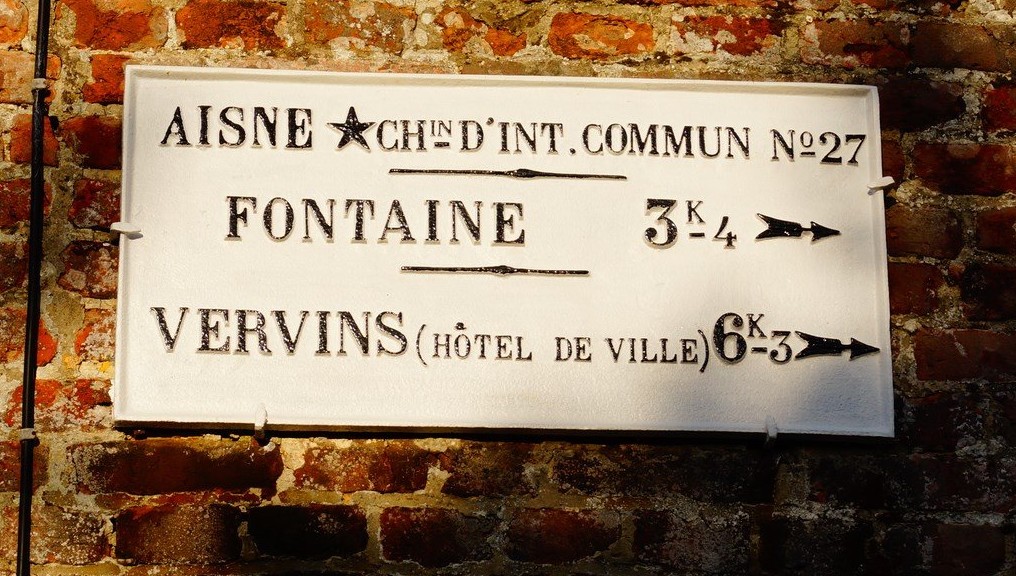 AISNE ★ CHIN D'INT. COMMUN Nº 27
FONTAINE 3K-4
VERVINS (HÔTEL DE VILLE) 6K-3